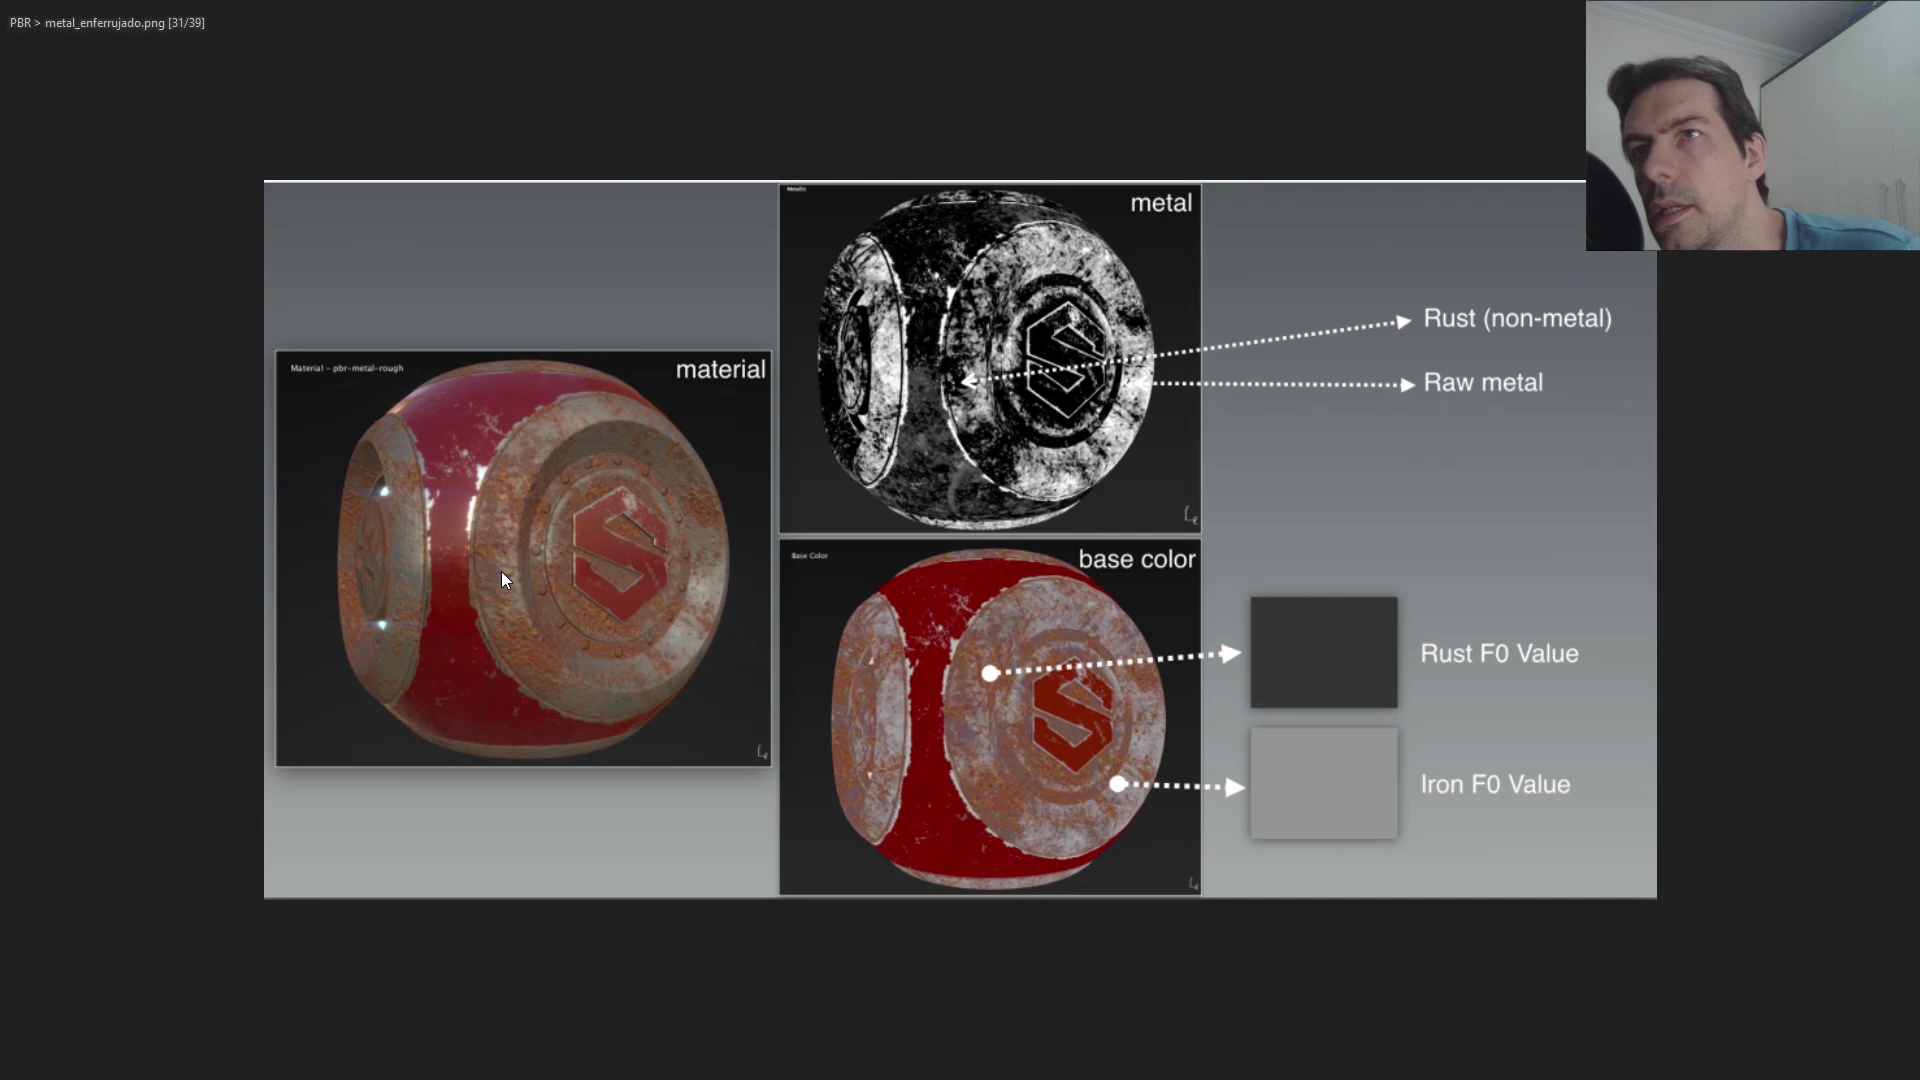 PBR > metal_enferrujado.png [31/39]
Metallic
metal
Rust (non-metal)
Raw metal
Material - pbr-metal-rough
material
Base Color
base color
Rust F0 Value
Iron F0 Value